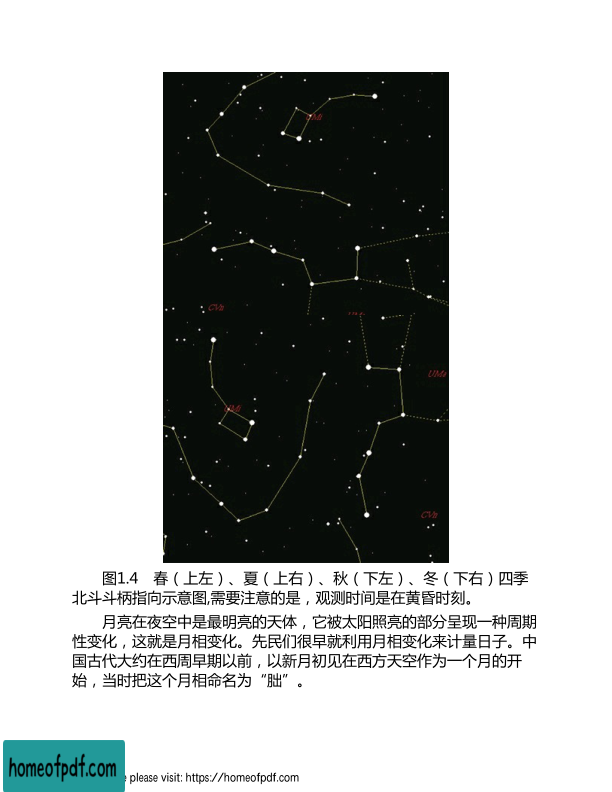 UMi
CVn
UMa
UMi
CVn
图1.4　春（上左）、夏（上右）、秋（下左）、冬（下右）四季
北斗斗柄指向示意图,需要注意的是，观测时间是在黄昏时刻。
月亮在夜空中是最明亮的天体，它被太阳照亮的部分呈现一种周期
性变化，这就是月相变化。先民们很早就利用月相变化来计量日子。中
国古代大约在西周早期以前，以新月初见在西方天空作为一个月的开
始，当时把这个月相命名为“朏”。
homeofpdf.com
e please visit: https://homeofpdf.com